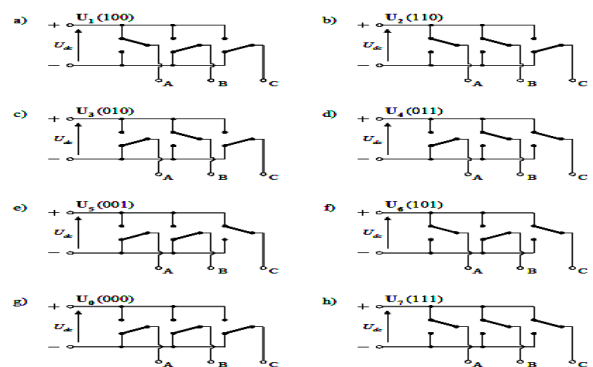 a) + U1 (100)
Udc
−
A B C
b) + U2 (110)
Udc
−
A B C
c) + U3 (010)
Udc
−
A B C
d) + U4 (011)
Udc
−
A B C
e) + U5 (001)
Udc
−
A B C
f) + U6 (101)
Udc
−
A B C
g) + U0 (000)
Udc
−
A B C
h) + U7 (111)
Udc
−
A B C